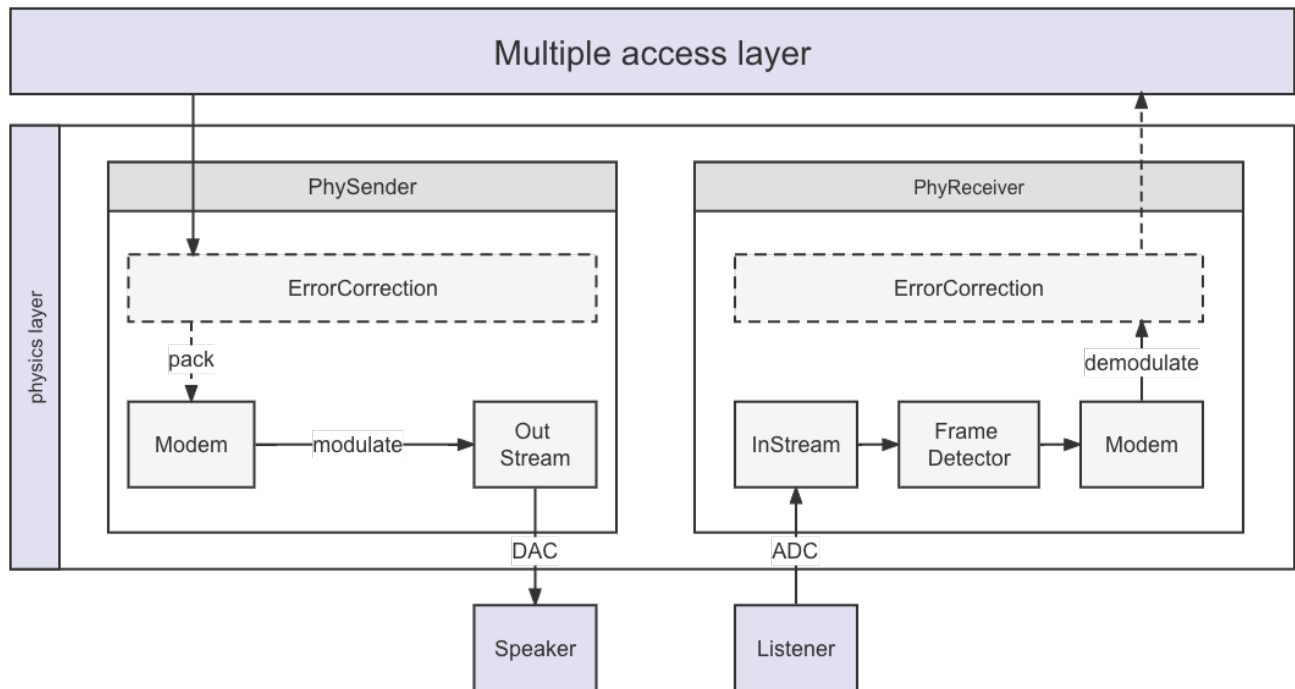 Multiple access layer
physics layer
PhySender
ErrorCorrection
pack
Modem
modulate
Out
Stream
DAC
Speaker
PhyReceiver
ErrorCorrection
demodulate
InStream
Frame
Detector
Modem
ADC
Listener